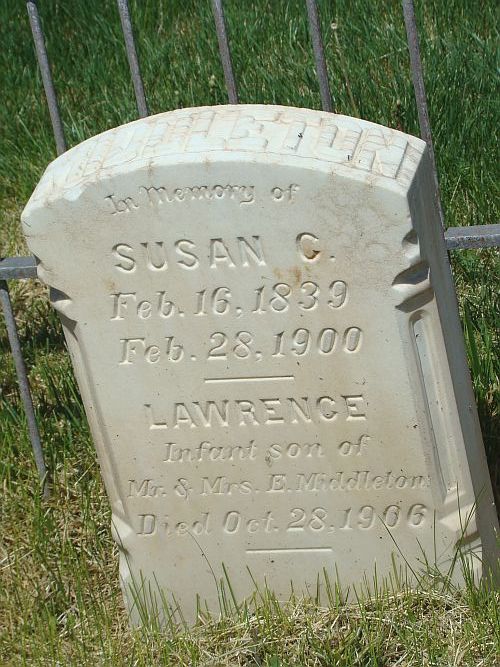 MIDDLETON
In Memory of
SUSAN C.
Feb. 16, 1839
Feb. 28, 1900
LAWRENCE
Infant son of
Mr. & Mrs. E. Middleton
Died Oct. 28, 1906